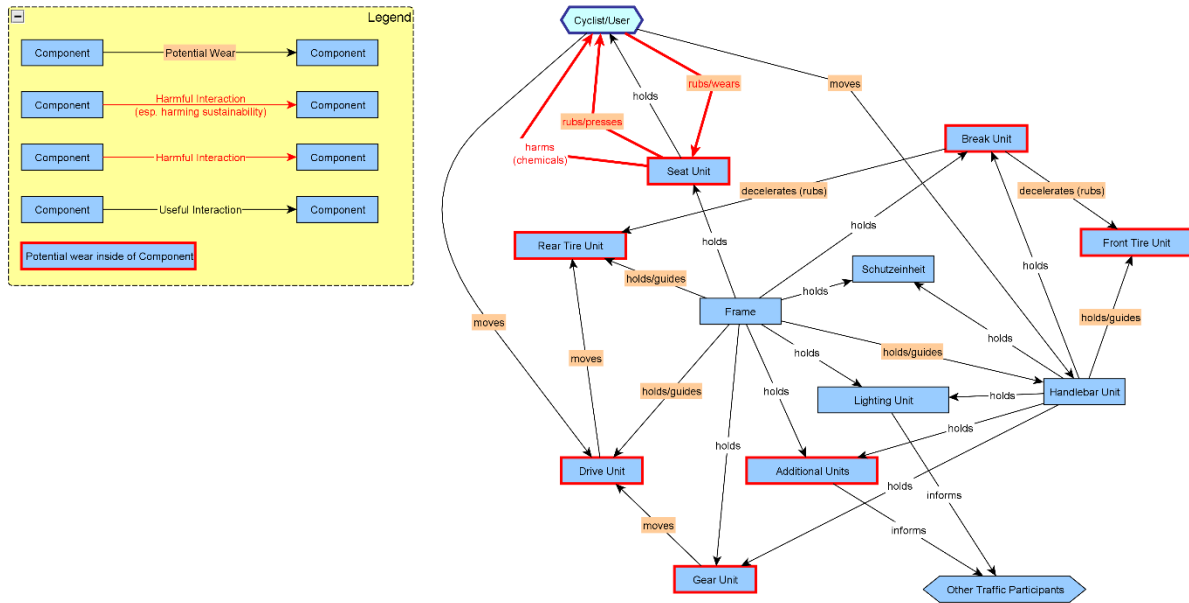 Legend
Component
Potential Wear
Component
Component
Harmful Interaction
(esp. harming sustainability)
Component
Component
Harmful Interaction
Component
Component
Useful Interaction
Component
Potential wear inside of Component
Cyclist/User
rubs/wears
moves
holds
rubs/presses
harms
(chemicals)
Break Unit
Seat Unit
decelerates (rubs)
decelerates (rubs)
Rear Tire Unit
holds
holds
Front Tire Unit
holds
Schutzeinheit
holds/guides
holds
Frame
holds/guides
moves
holds
moves
holds
holds/guides
holds/guides
holds
holds
Handlebar Unit
Lighting Unit
holds
holds
holds
Drive Unit
Additional Units
holds
informs
moves
informs
Gear Unit
Other Traffic Participants